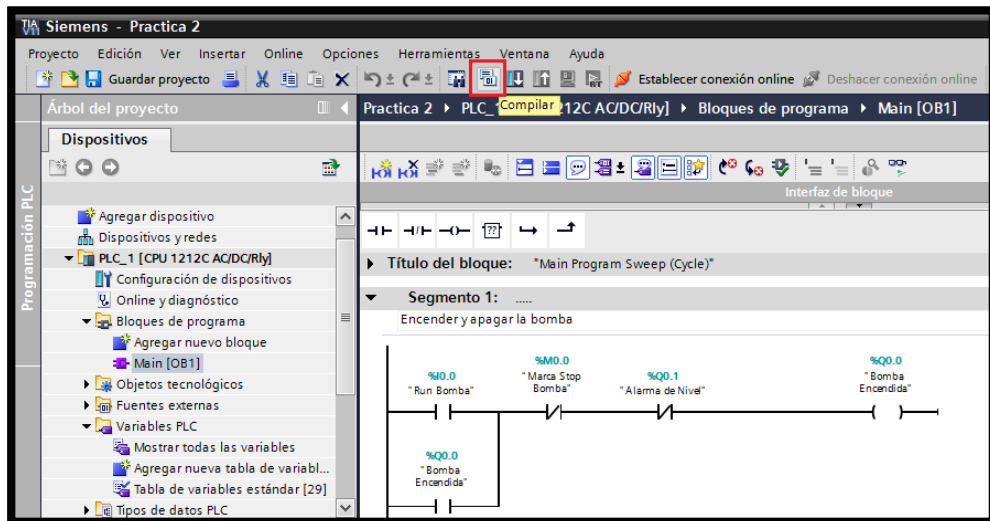 Siemens - Practica 2
Proyecto Edición Ver Insertar Online Opciones Herramientas Ventana Ayuda
Guardar proyecto Establecer conexión online Deshacer conexión online
Árbol del proyecto
Practica 2 PLC_1 212C AC/DC/Rly] Bloques de programa Main [OB1]
Compilar
Dispositivos
Interfaz de bloque
Programación PLC
Agregar dispositivo
Dispositivos y redes
PLC_1 [CPU 1212C AC/DC/Rly]
Configuración de dispositivos
Online y diagnóstico
Bloques de programa
Agregar nuevo bloque
Main [OB1]
Objetos tecnológicos
Fuentes externas
Variables PLC
Mostrar todas las variables
Agregar nueva tabla de variabl...
Tabla de variables estándar [29]
Tipos de datos PLC
Título del bloque: "Main Program Sweep (Cycle)"
Segmento 1: .....
Encender y apagar la bomba
%I0.0
"Run Bomba"
%M0.0
"Marca Stop
Bomba"
%Q0.1
"Alarma de Nivel"
%Q0.0
"Bomba
Encendida"
%Q0.0
"Bomba
Encendida"